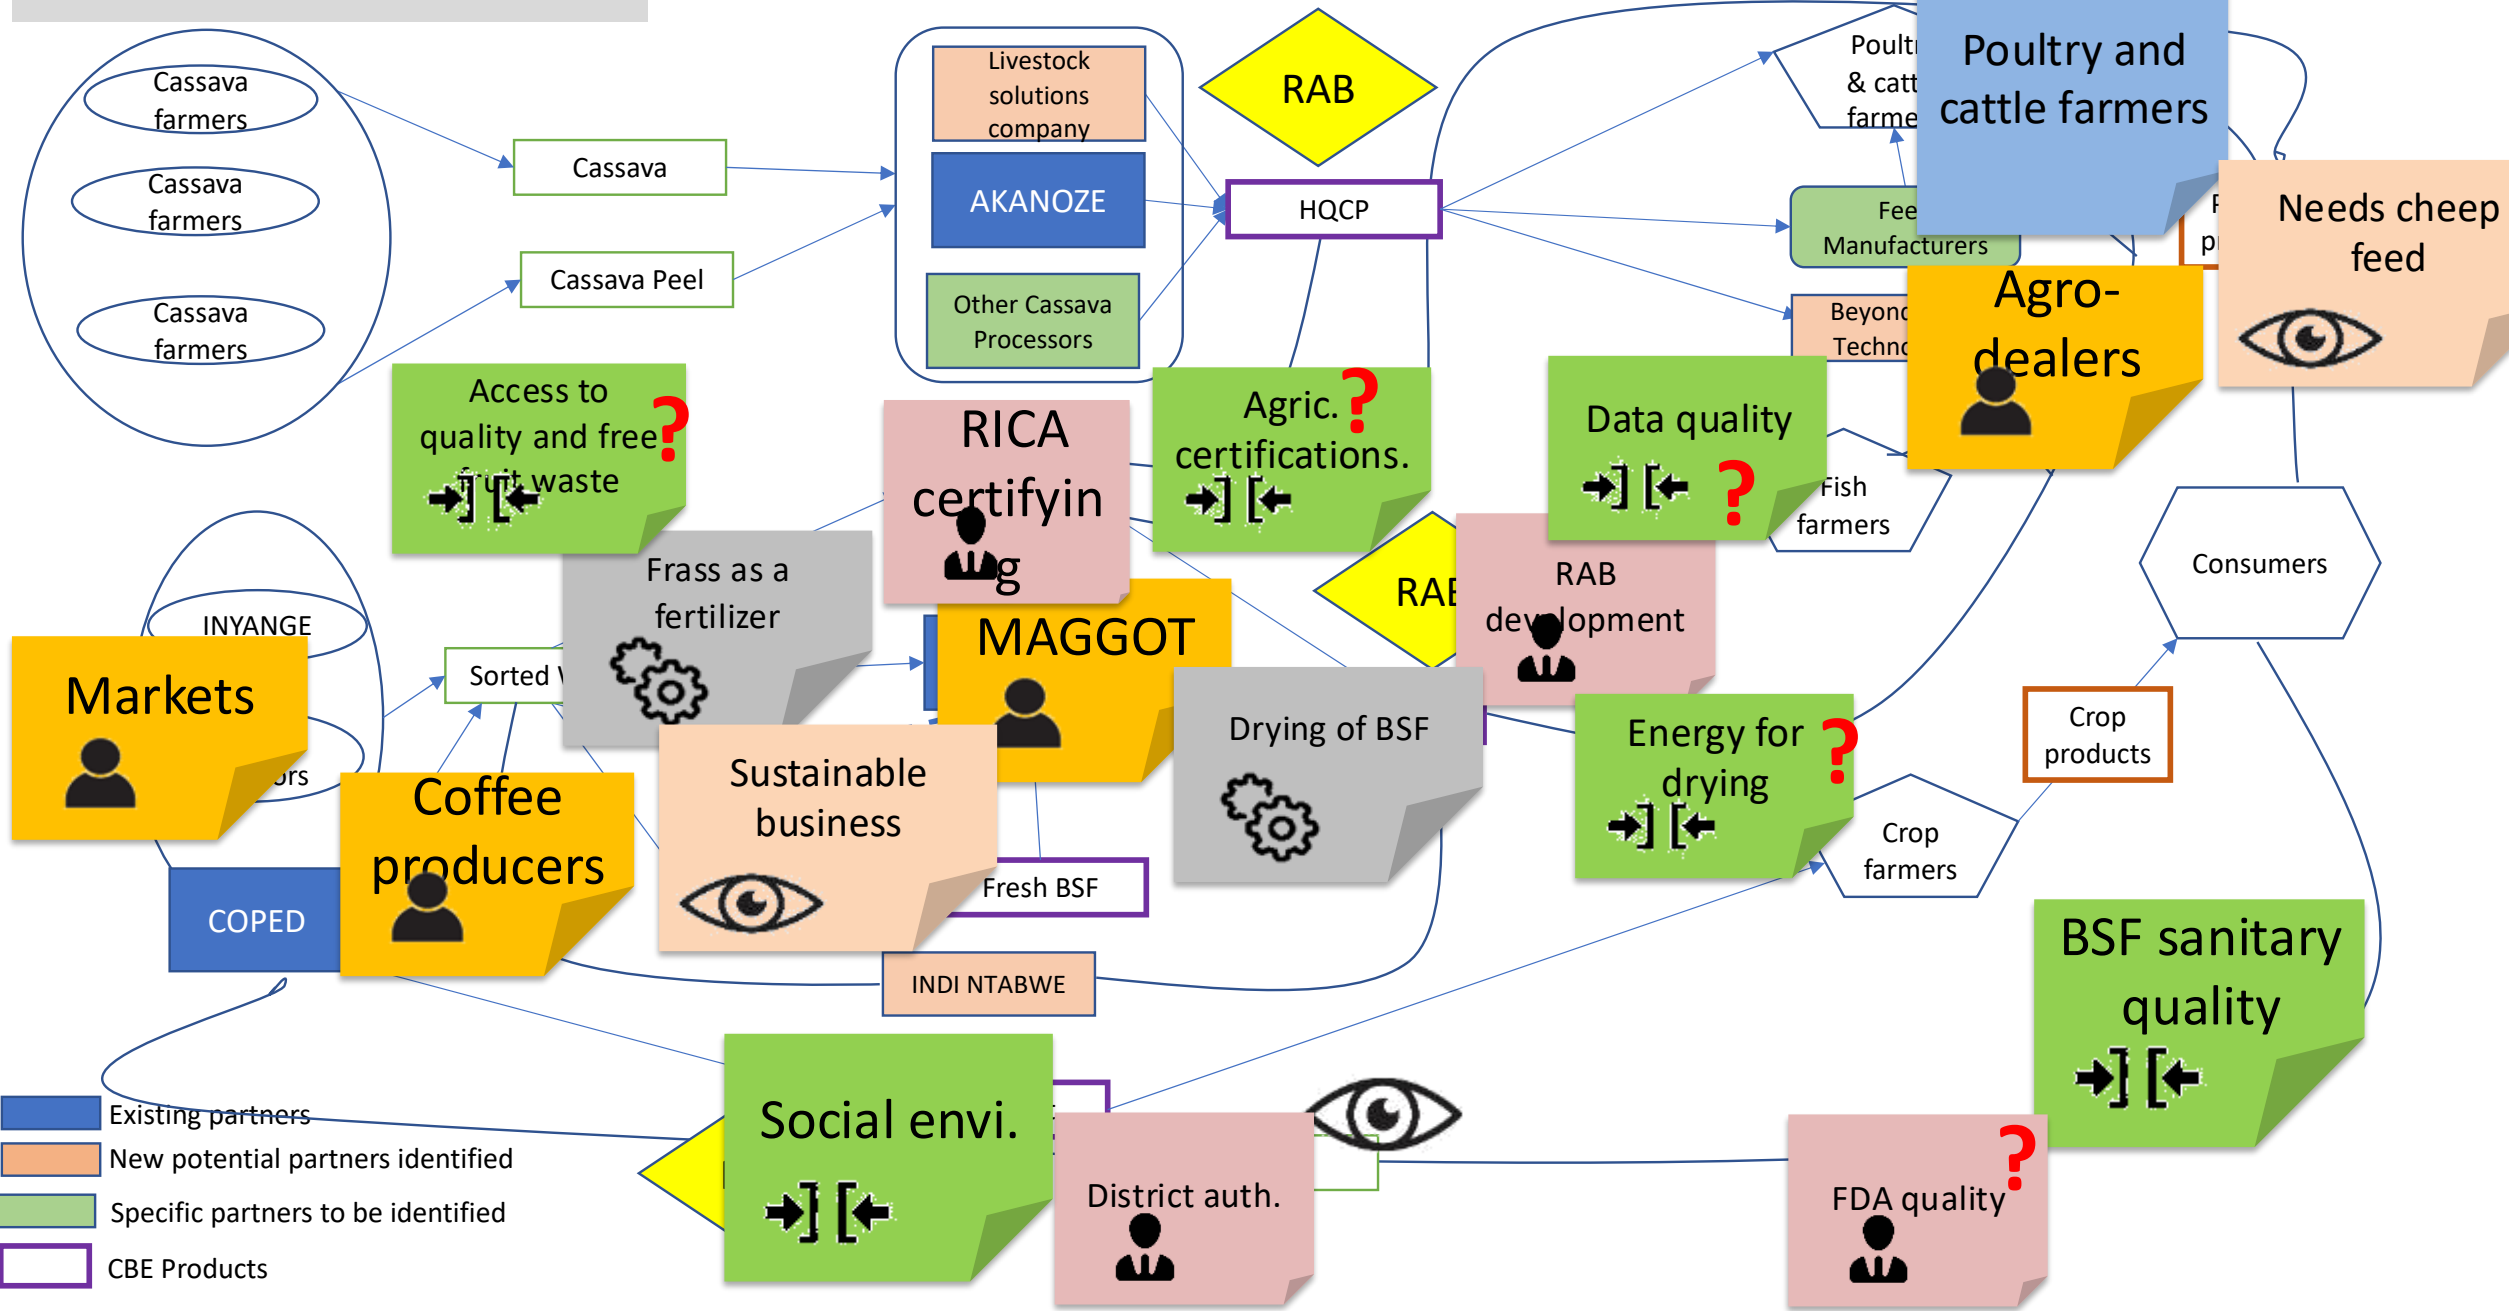 Cassava
farmers
Cassava
farmers
Cassava
farmers
Cassava
Cassava Peel
Livestock
solutions
company
AKANOZE
Other Cassava
Processors
RAB
HQCP
Poultry and
cattle farmers
& 
Manufacturers
Needs cheep
feed
Agro-
dealers
Access to
quality and free
fruit waste
?
RICA
certifyin
g
Agric.
certifications.
?
Data quality
?
Fish
farmers
Consumers
INYANGE
Markets
Sorted
Frass as a
fertilizer
MAGGOT
RAB
development
Drying of BSF
Energy for
drying
?
Crop
products
Crop
farmers
Coffee
producers
Sustainable
business
COPED
Fresh BSF
INDI NTABWE
BSF sanitary
quality
Social envi.
District auth.
FDA quality
?
Existing partners
New potential partners identified
Specific partners to be identified
CBE Products